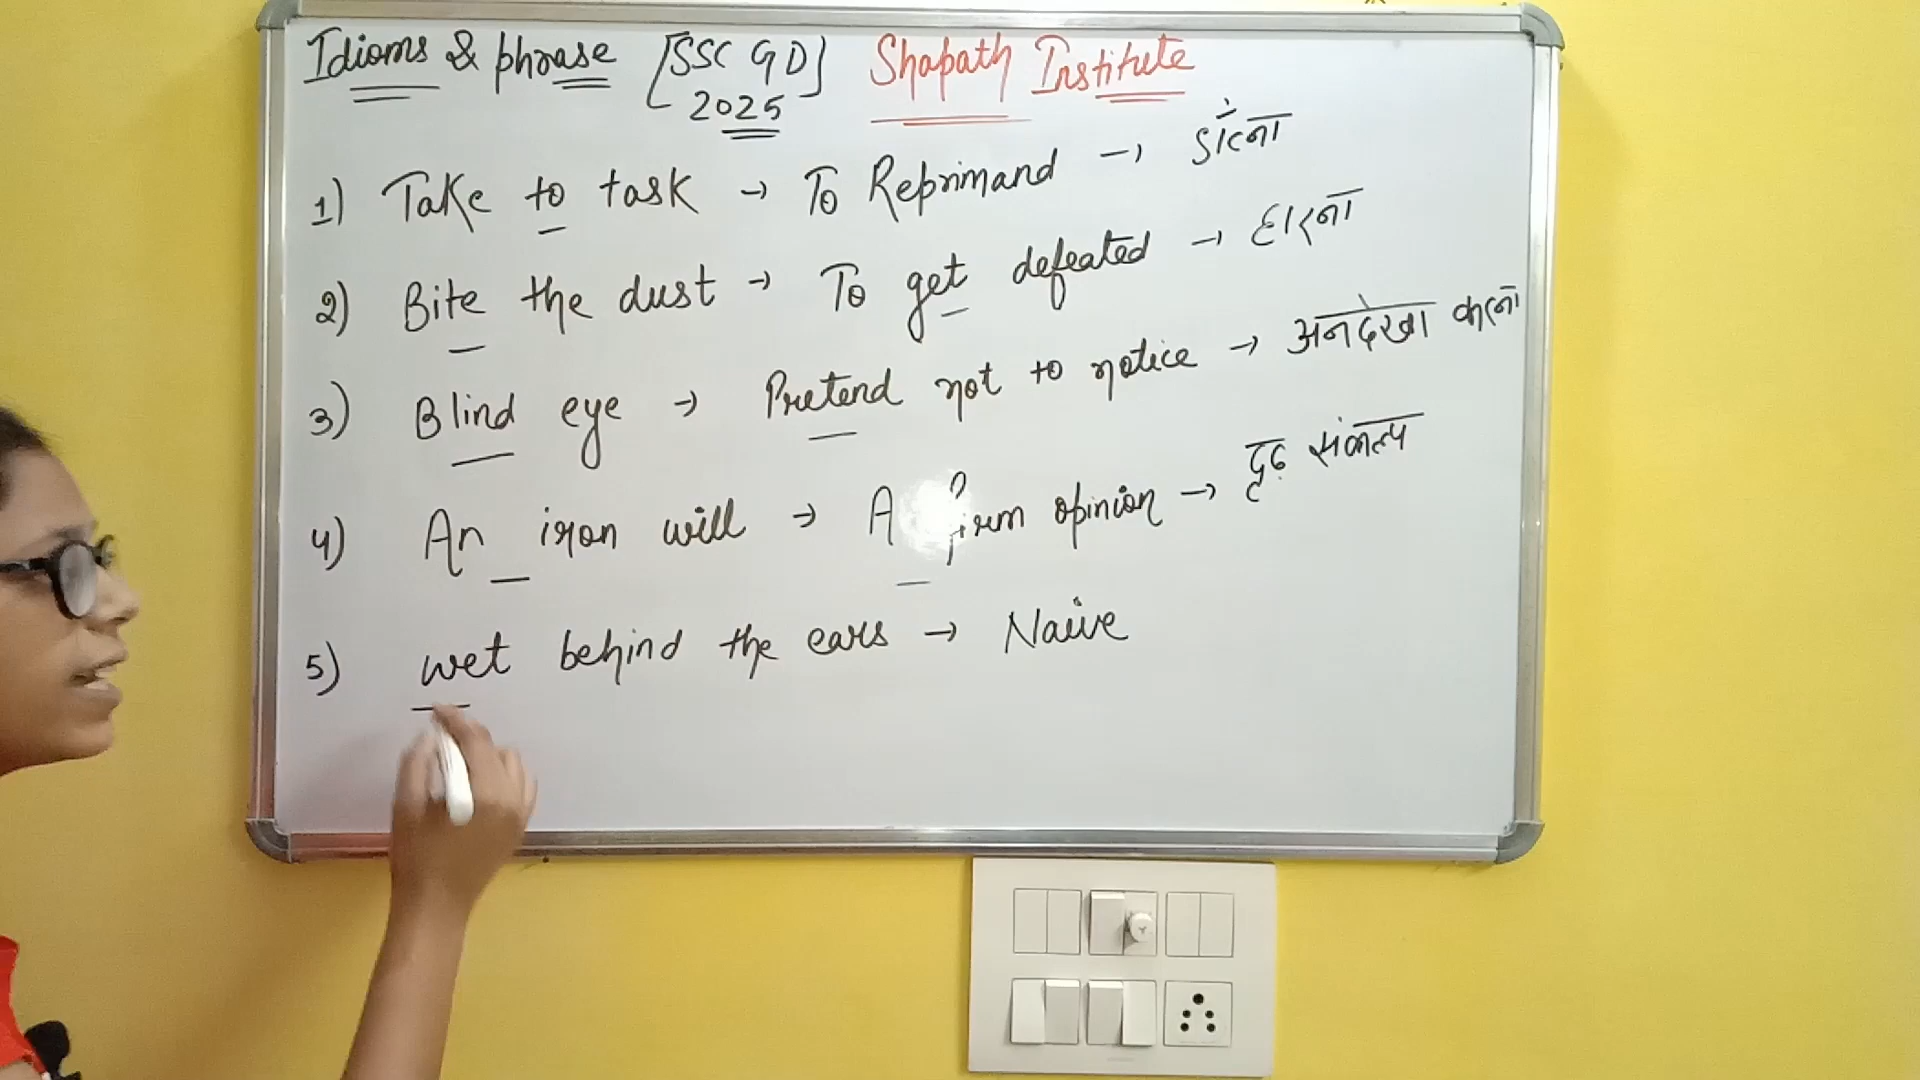 Idioms & phrase [SSC GD] Shapath Institute
2025
1) Take to task → To Reprimand → डांटना
2) Bite the dust → To get defeated → हारना
3) Blind eye → Pretend not to notice → अनदेखा करना
4) An iron will → A firm opinion → दृढ संकल्प
5) wet behind the ears → Naive